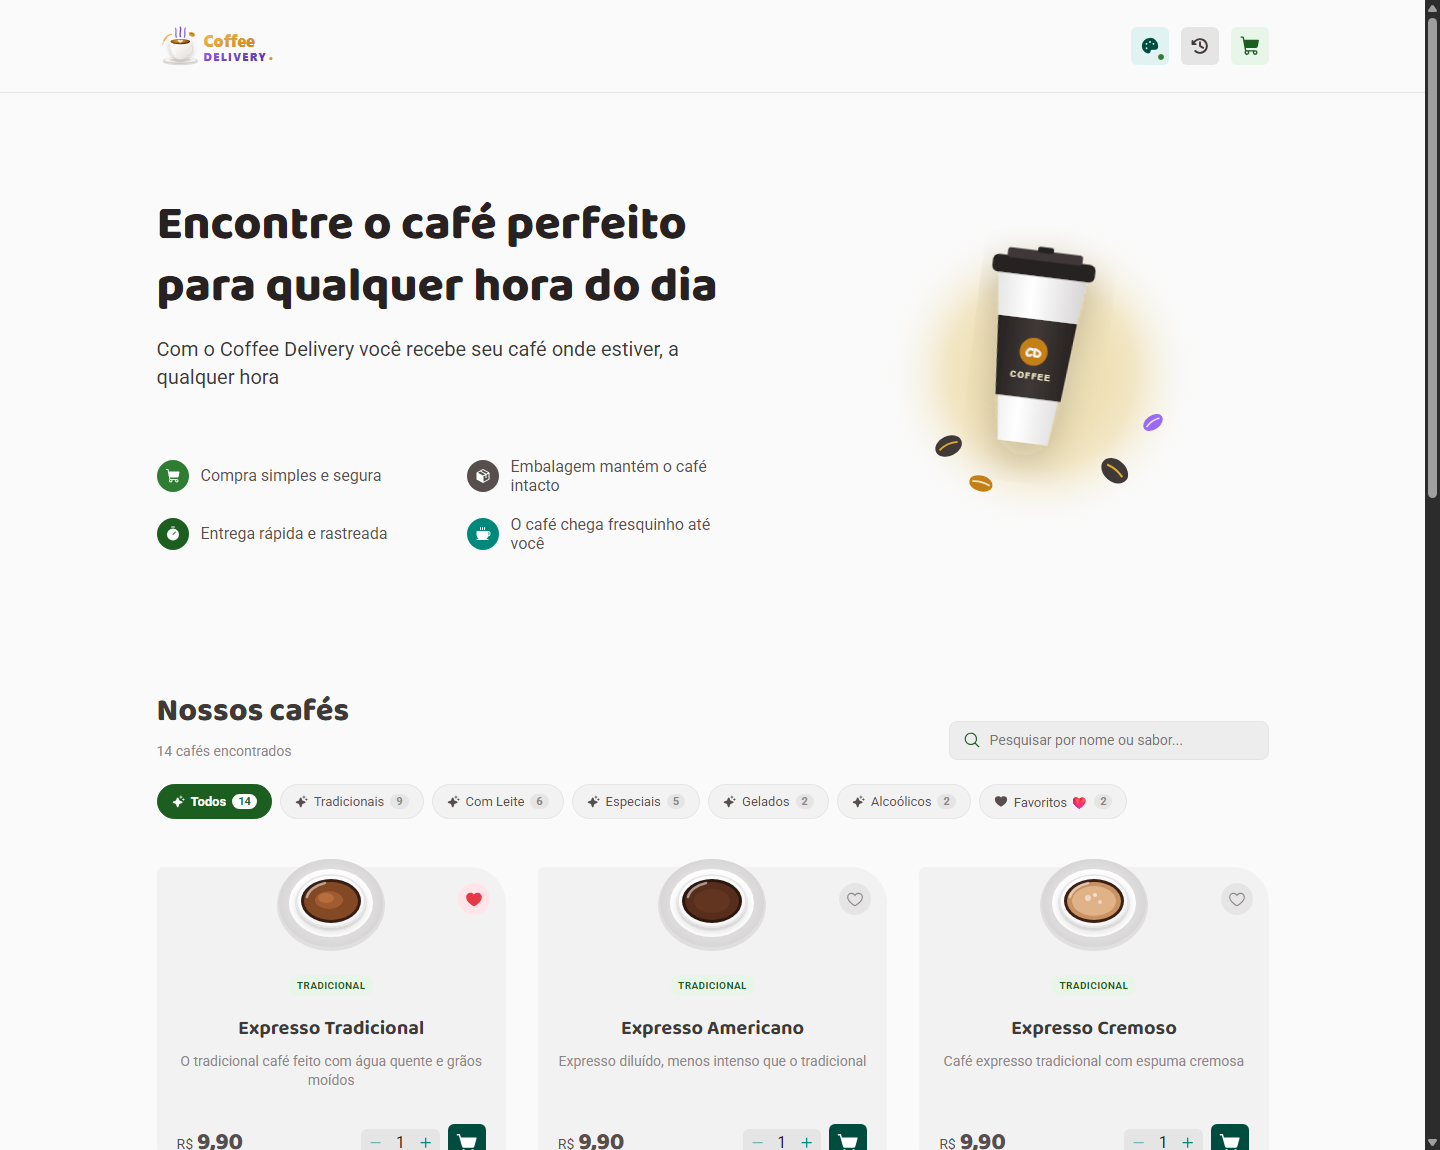 Coffee
DELIVERY.
Encontre o café perfeito
para qualquer hora do dia
Com o Coffee Delivery você recebe seu café onde estiver, a
qualquer hora
CD
COFFEE
Compra simples e segura
Embalagem mantém o café
intacto
Entrega rápida e rastreada
O café chega fresquinho até
você
Nossos cafés
14 cafés encontrados
Pesquisar por nome ou sabor...
Todos 14
Tradicionais 9
Com Leite 6
Especiais 5
Gelados 2
Alcoólicos 2
Favoritos 2
TRADICIONAL
Expresso Tradicional
O tradicional café feito com água quente e grãos
moídos
R$ 9,90
− 1 +
TRADICIONAL
Expresso Americano
Expresso diluído, menos intenso que o tradicional
R$ 9,90
− 1 +
TRADICIONAL
Expresso Cremoso
Café expresso tradicional com espuma cremosa
R$ 9,90
− 1 +